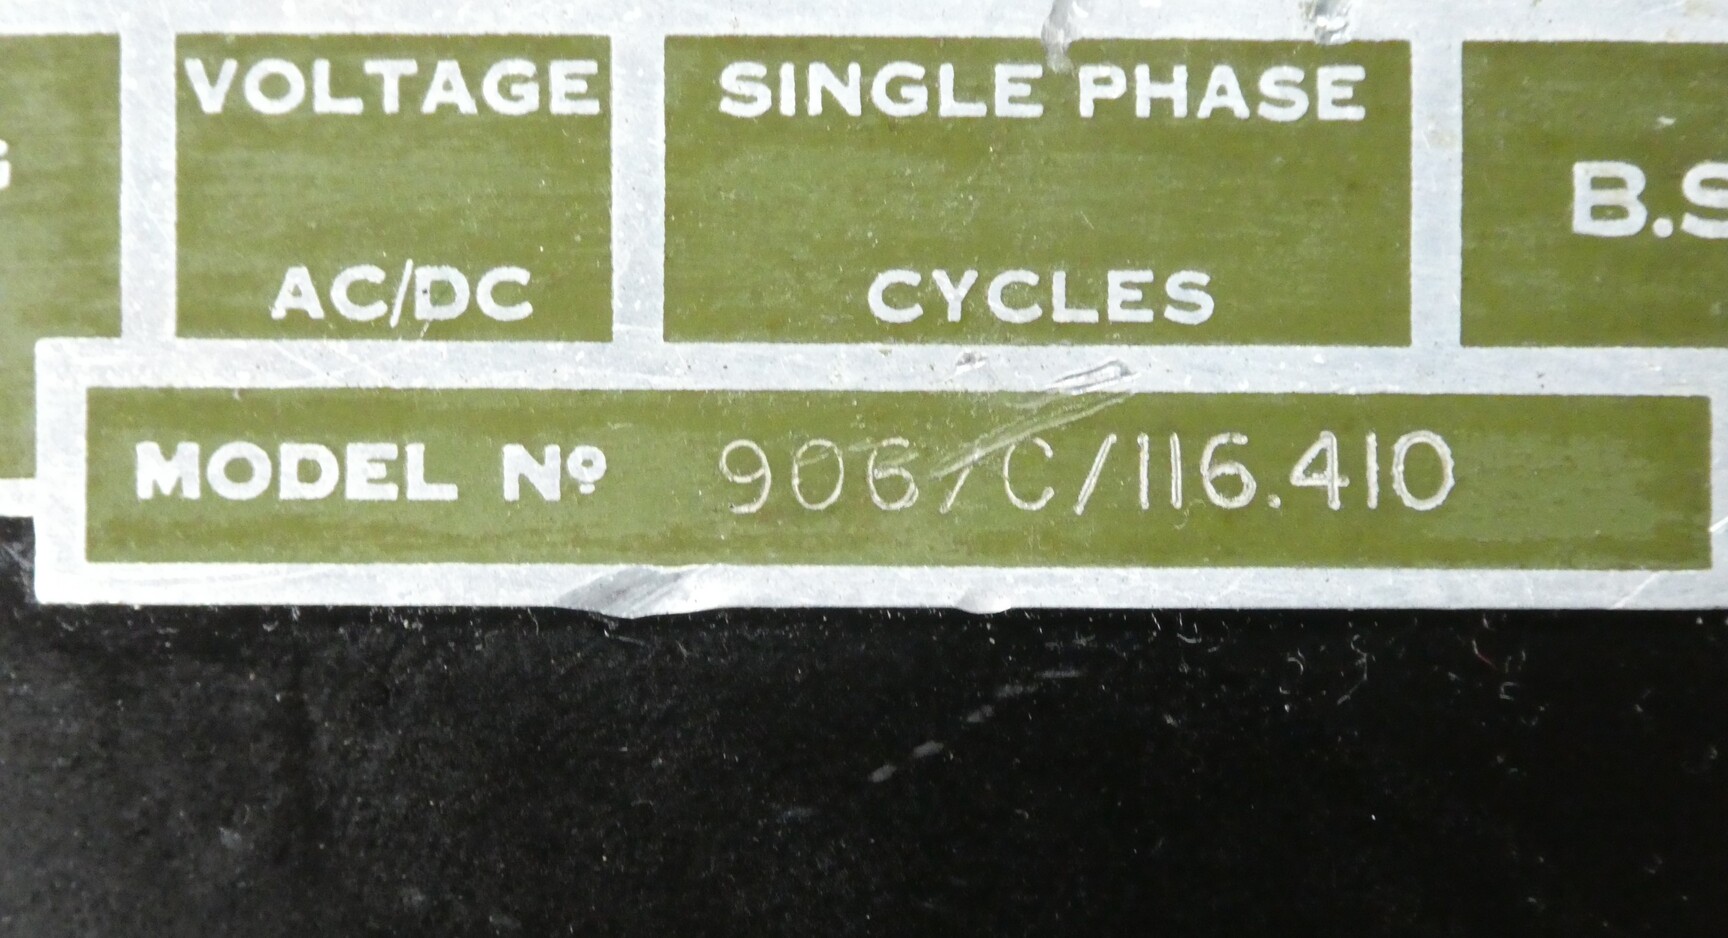 VOLTAGE
AC/DC
SINGLE PHASE
CYCLES
B.S
MODEL Nº 906/C/116.410